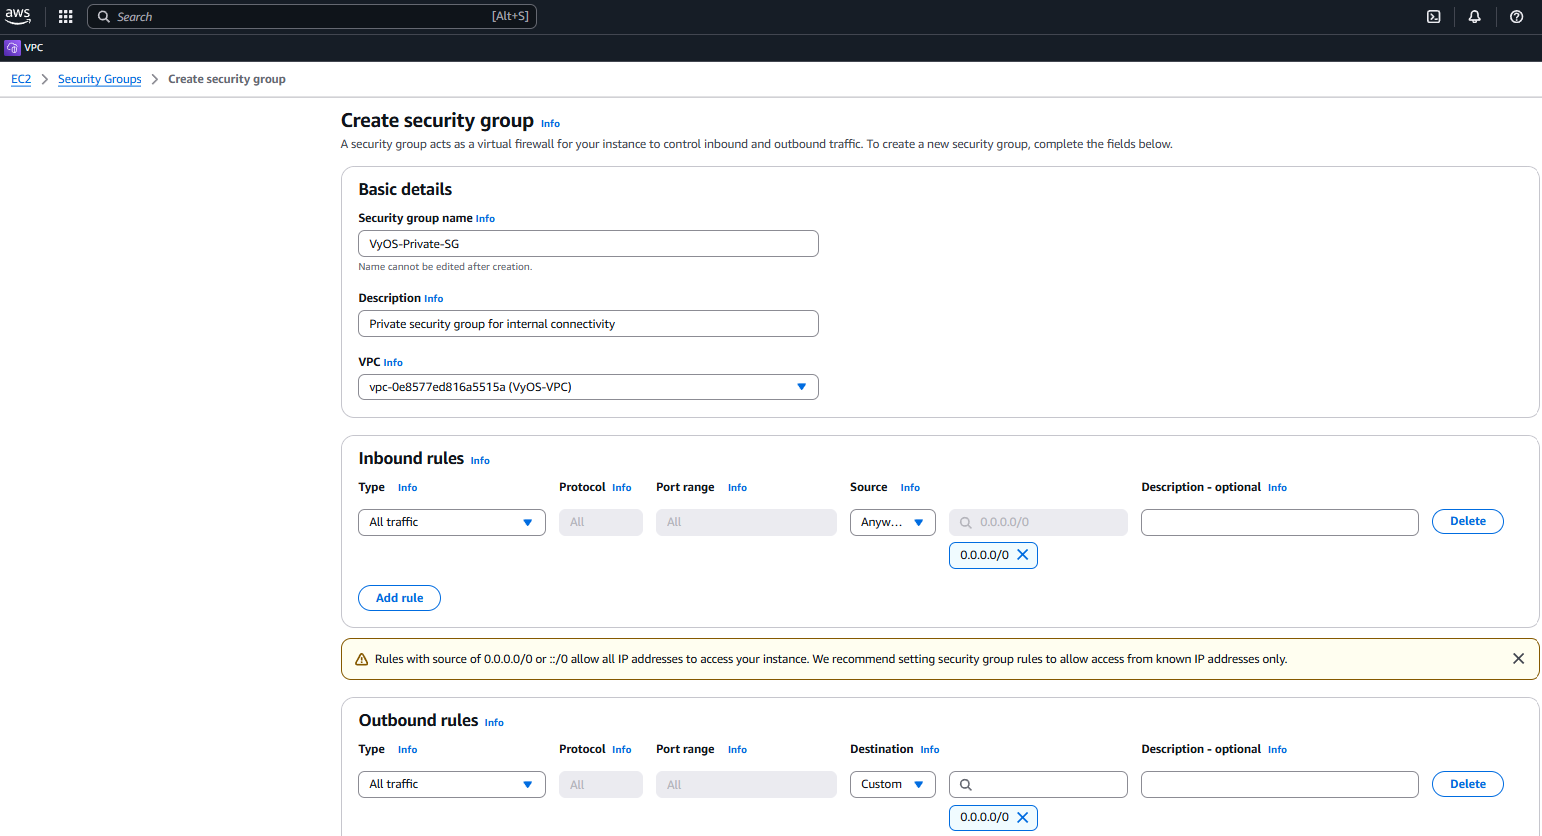 aws Search [Alt+S]
VPC
EC2 > Security Groups > Create security group
Create security group Info
A security group acts as a virtual firewall for your instance to control inbound and outbound traffic. To create a new security group, complete the fields below.
Basic details
Security group name Info
VyOS-Private-SG
Name cannot be edited after creation.
Description Info
Private security group for internal connectivity
VPC Info
vpc-0e8577ed816a5515a (VyOS-VPC)
Inbound rules Info
Type Info Protocol Info Port range Info Source Info Description - optional Info
All traffic All All Anyw... 0.0.0.0/0 Delete
0.0.0.0/0
Add rule
Rules with source of 0.0.0.0/0 or ::/0 allow all IP addresses to access your instance. We recommend setting security group rules to allow access from known IP addresses only.
Outbound rules Info
Type Info Protocol Info Port range Info Destination Info Description - optional Info
All traffic All All Custom Delete
0.0.0.0/0